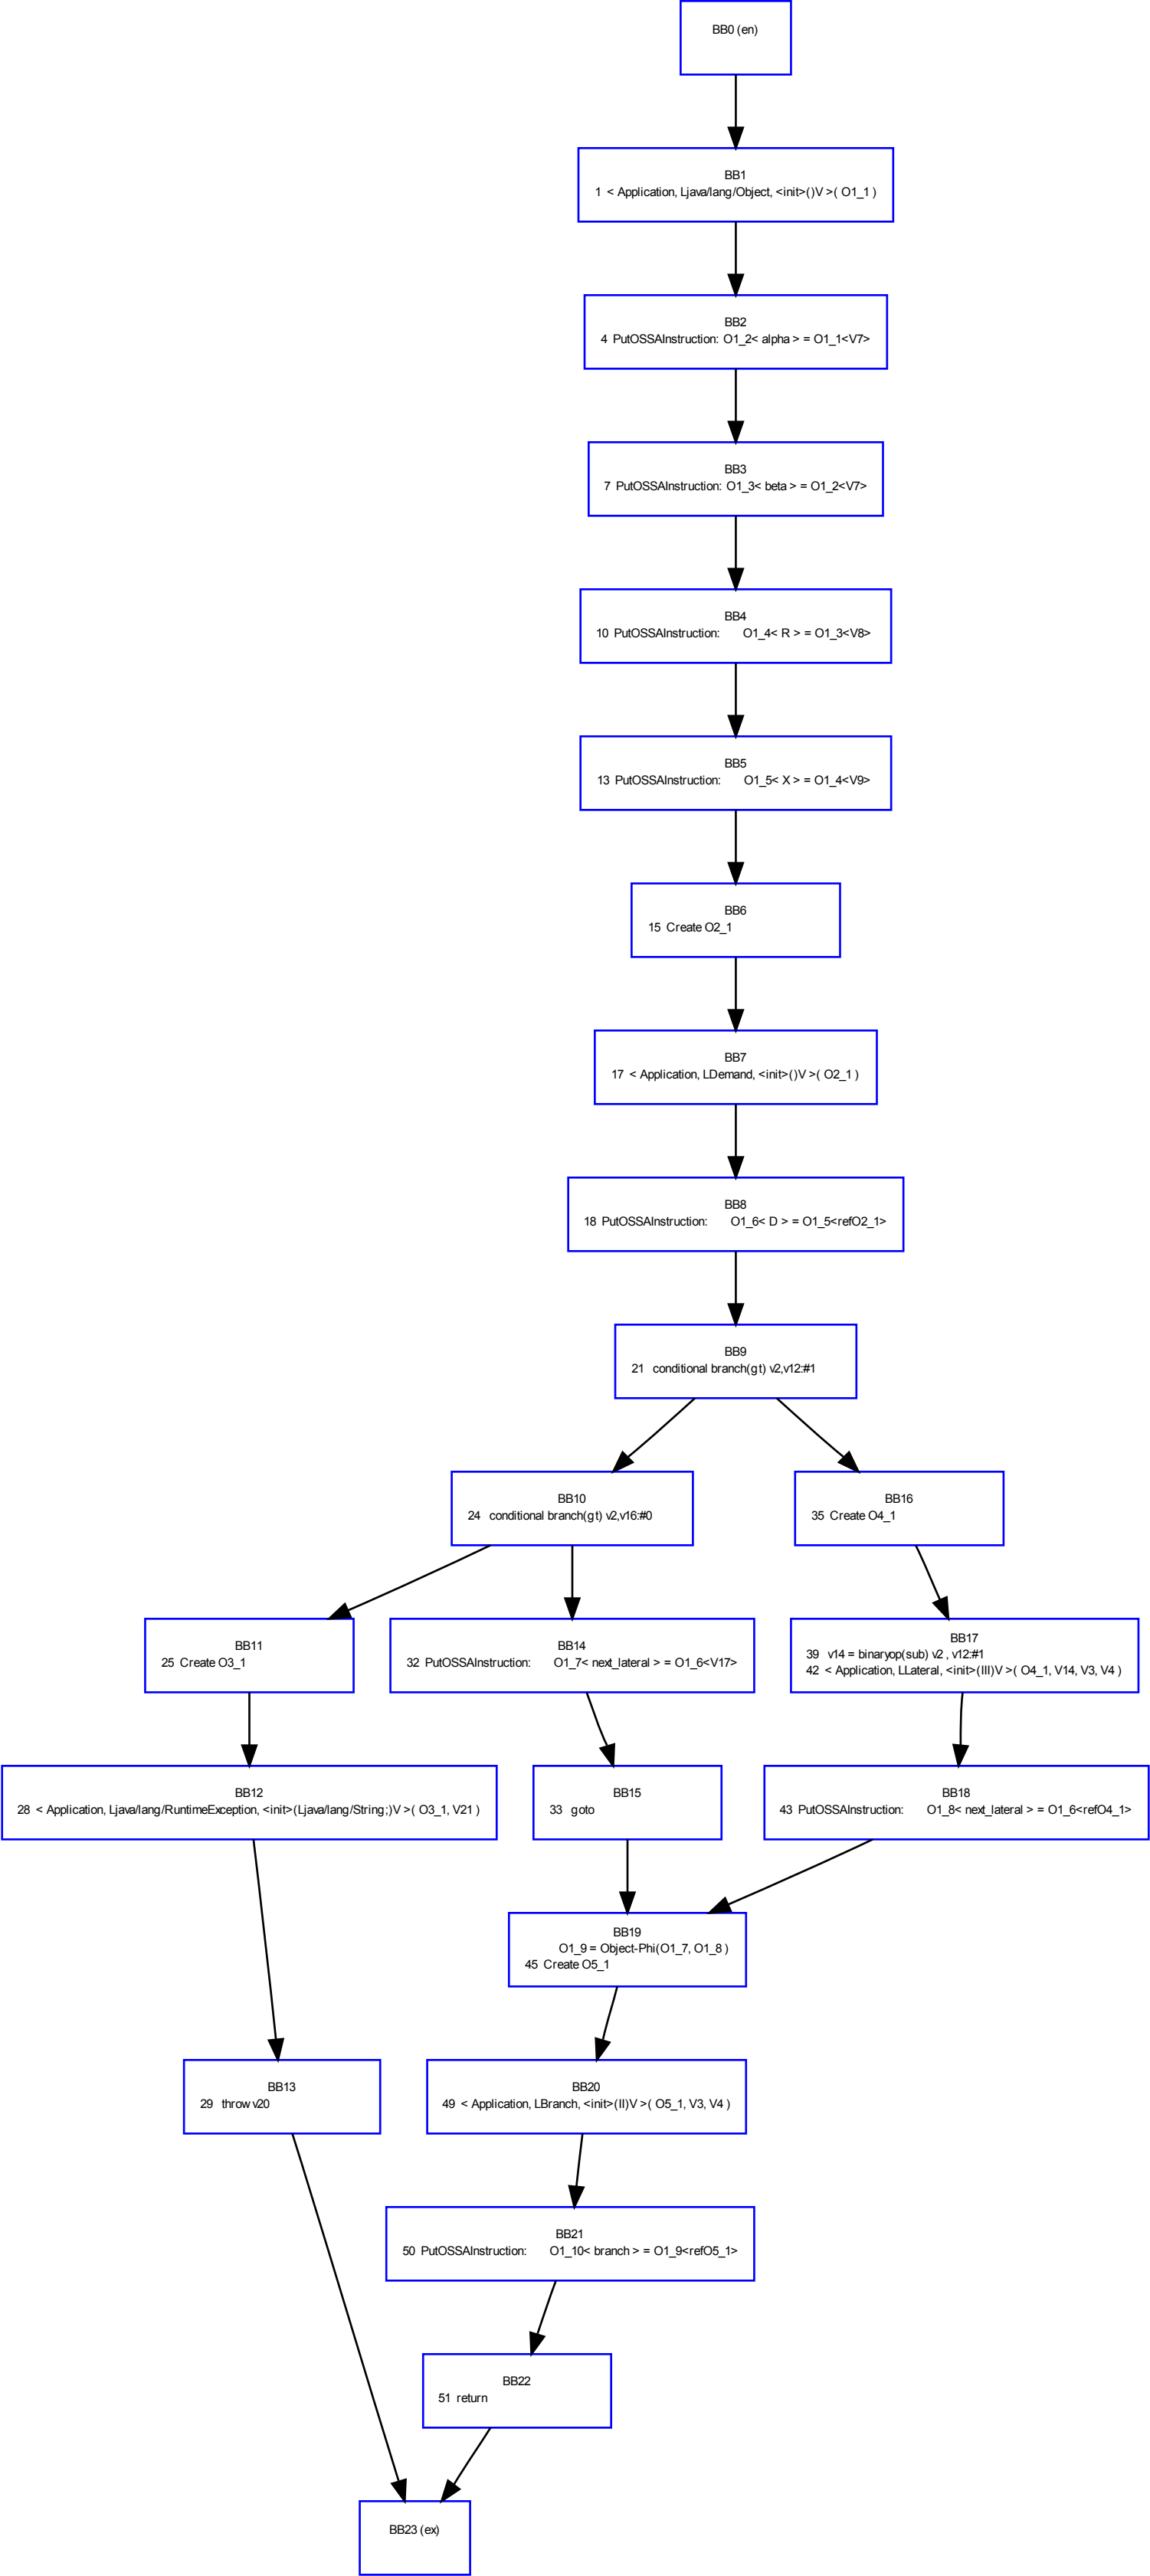 BB0 (en)
BB1
1 < Application, Ljava/lang/Object, <init>()V >( O1_1 )
BB2
4 PutOSSAInstruction: O1_2< alpha > = O1_1<V7>
BB3
7 PutOSSAInstruction: O1_3< beta > = O1_2<V7>
BB4
10 PutOSSAInstruction: O1_4< R > = O1_3<V8>
BB5
13 PutOSSAInstruction: O1_5< X > = O1_4<V9>
BB6
15 Create O2_1
BB7
17 < Application, LDemand, <init>()V >( O2_1 )
BB8
18 PutOSSAInstruction: O1_6< D > = O1_5<refO2_1>
BB9
21 conditional branch(gt) v2,v12:#1
BB10
24 conditional branch(gt) v2,v16:#0
BB16
35 Create O4_1
BB11
25 Create O3_1
BB14
32 PutOSSAInstruction: O1_7< next_lateral > = O1_6<V17>
BB17
39 v14 = binaryop(sub) v2 , v12:#1
42 < Application, LLateral, <init>(III)V >( O4_1, V14, V3, V4 )
BB12
28 < Application, Ljava/lang/RuntimeException, <init>(Ljava/lang/String;)V >( O3_1, V21 )
BB15
33 goto
BB18
43 PutOSSAInstruction: O1_8< next_lateral > = O1_6<refO4_1>
BB19
O1_9 = Object-Phi(O1_7, O1_8 )
45 Create O5_1
BB13
29 throw v20
BB20
49 < Application, LBranch, <init>(II)V >( O5_1, V3, V4 )
BB21
50 PutOSSAInstruction: O1_10< branch > = O1_9<refO5_1>
BB22
51 return
BB23 (ex)